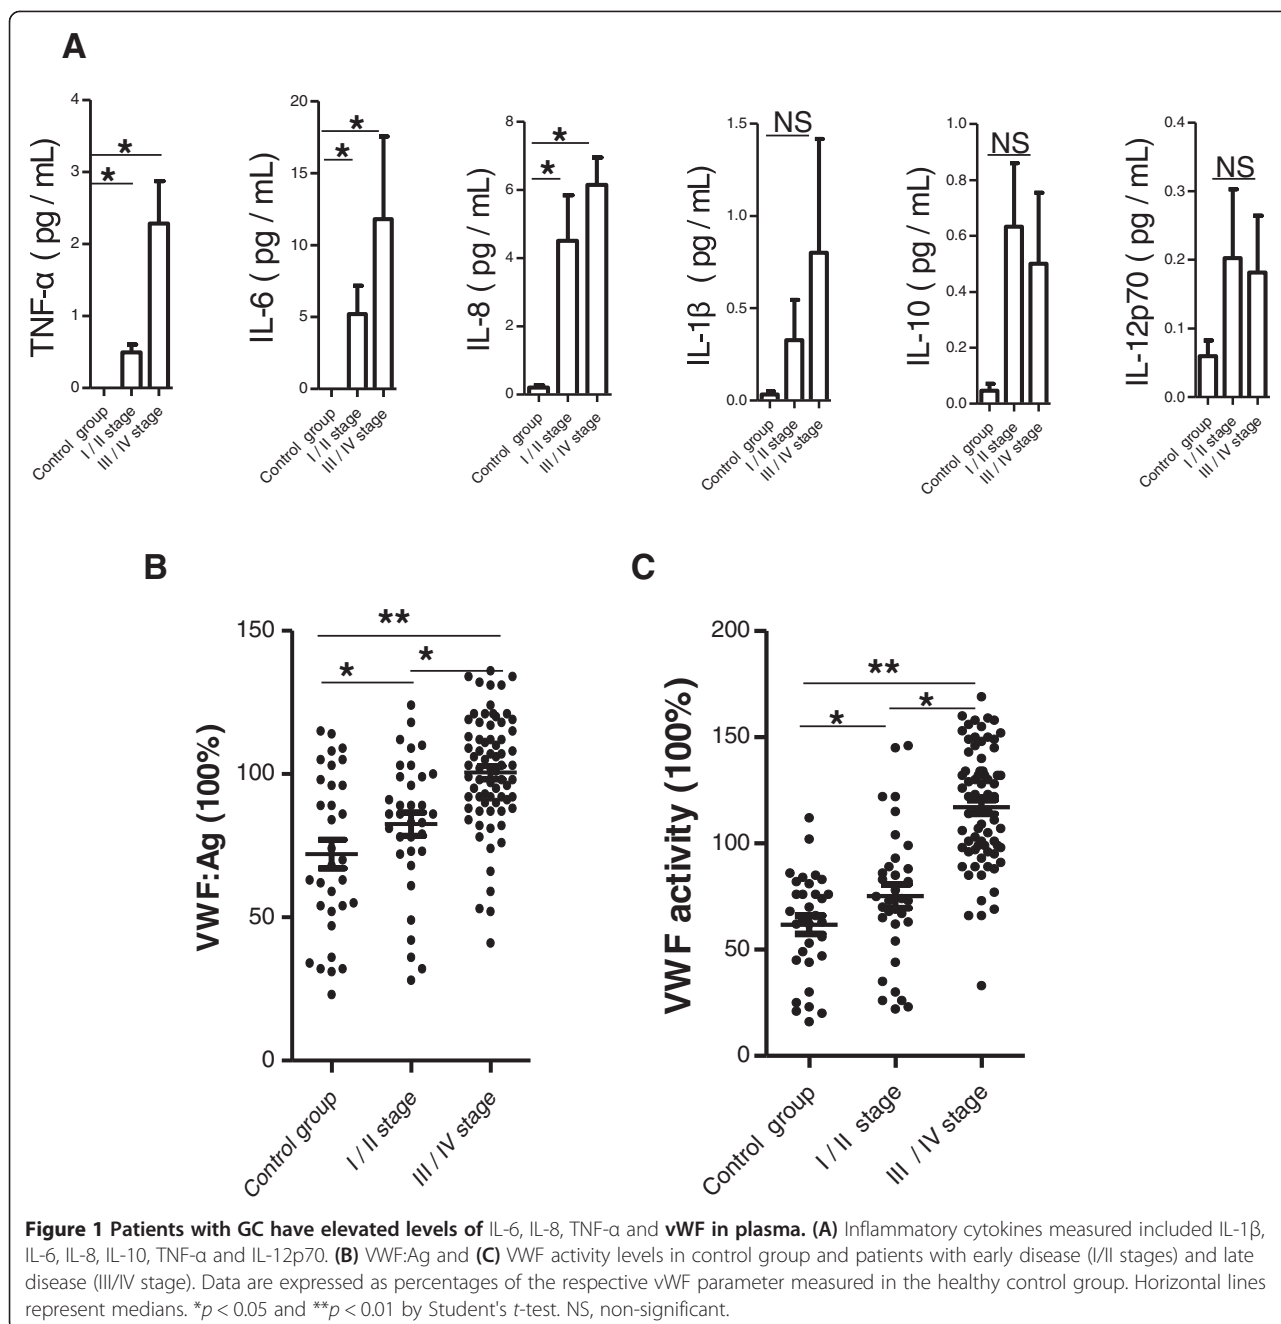 A
TNF-α ( pg / mL)
4
3
2
1
0
*
*
Control group
I / II stage
III / IV stage
IL-6 ( pg / mL)
20
15
10
5
0
*
*
Control group
I / II stage
III / IV stage
IL-8 ( pg / mL)
8
6
4
2
0
*
*
Control group
I / II stage
III / IV stage
IL-1β ( pg / mL)
1.5
1.0
0.5
0.0
NS
Control group
I / II stage
III / IV stage
IL-10 ( pg / mL)
1.0
0.8
0.6
0.4
0.2
0.0
NS
Control group
I / II stage
III / IV stage
IL-12p70 ( pg / mL)
0.4
0.3
0.2
0.1
0.0
NS
Control group
I / II stage
III / IV stage
B
VWF:Ag (100%)
150
100
50
0
**
*
*
Control group
I / II stage
III / IV stage
C
VWF activity (100%)
200
150
100
50
0
**
*
*
Control group
I / II stage
III / IV stage
Figure 1 Patients with GC have elevated levels of IL-6, IL-8, TNF-α and vWF in plasma. (A) Inflammatory cytokines measured included IL-1β,
IL-6, IL-8, IL-10, TNF-α and IL-12p70. (B) VWF:Ag and (C) VWF activity levels in control group and patients with early disease (I/II stages) and late
disease (III/IV stage). Data are expressed as percentages of the respective vWF parameter measured in the healthy control group. Horizontal lines
represent medians. *p < 0.05 and **p < 0.01 by Student's t-test. NS, non-significant.